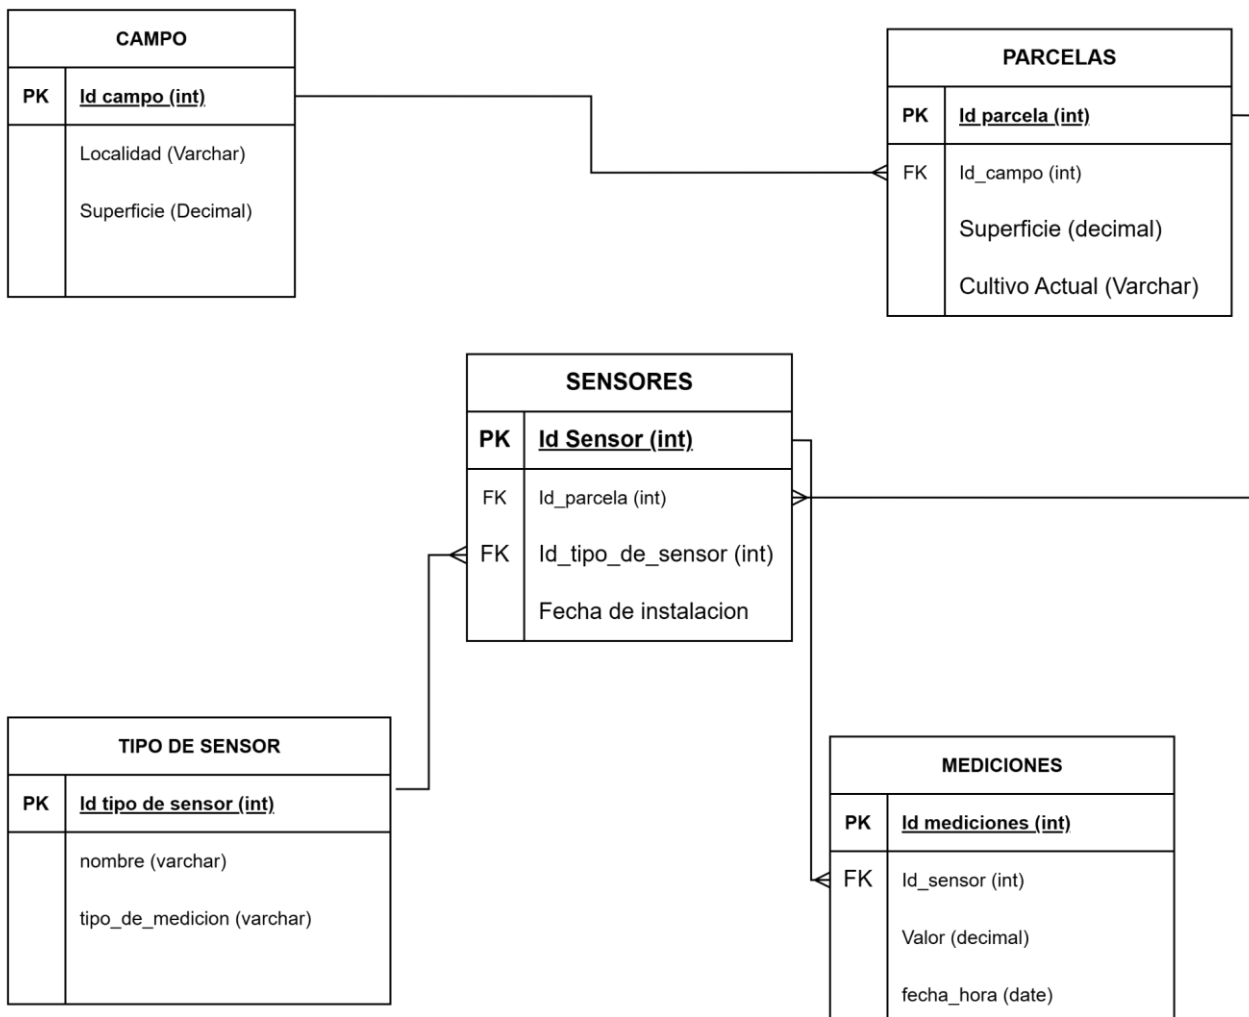 CAMPO
PK Id campo (int)
Localidad (Varchar)
Superficie (Decimal)
PARCELAS
PK Id parcela (int)
FK Id_campo (int)
Superficie (decimal)
Cultivo Actual (Varchar)
SENSORES
PK Id Sensor (int)
FK Id_parcela (int)
FK Id_tipo_de_sensor (int)
Fecha de instalacion
TIPO DE SENSOR
PK Id tipo de sensor (int)
nombre (varchar)
tipo_de_medicion (varchar)
MEDICIONES
PK Id mediciones (int)
FK Id_sensor (int)
Valor (decimal)
fecha_hora (date)